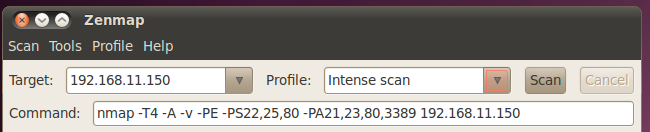 Zenmap
Scan Tools Profile Help
Target: 192.168.11.150 Profile: Intense scan Scan Cancel
Command: nmap -T4 -A -v -PE -PS22,25,80 -PA21,23,80,3389 192.168.11.150